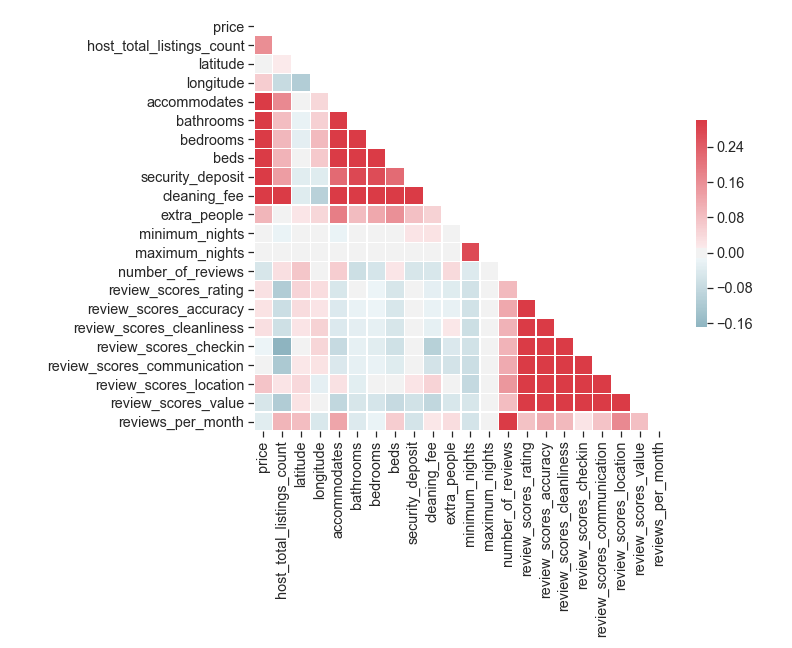 price
host_total_listings_count
latitude
longitude
accommodates
bathrooms
bedrooms
beds
security_deposit
cleaning_fee
extra_people
minimum_nights
maximum_nights
number_of_reviews
review_scores_rating
review_scores_accuracy
review_scores_cleanliness
review_scores_checkin
review_scores_communication
review_scores_location
review_scores_value
reviews_per_month
price
host_total_listings_count
latitude
longitude
accommodates
bathrooms
bedrooms
beds
security_deposit
cleaning_fee
extra_people
minimum_nights
maximum_nights
number_of_reviews
review_scores_rating
review_scores_accuracy
review_scores_cleanliness
review_scores_checkin
review_scores_communication
review_scores_location
review_scores_value
reviews_per_month
0.24
0.16
0.08
0.00
−0.08
−0.16